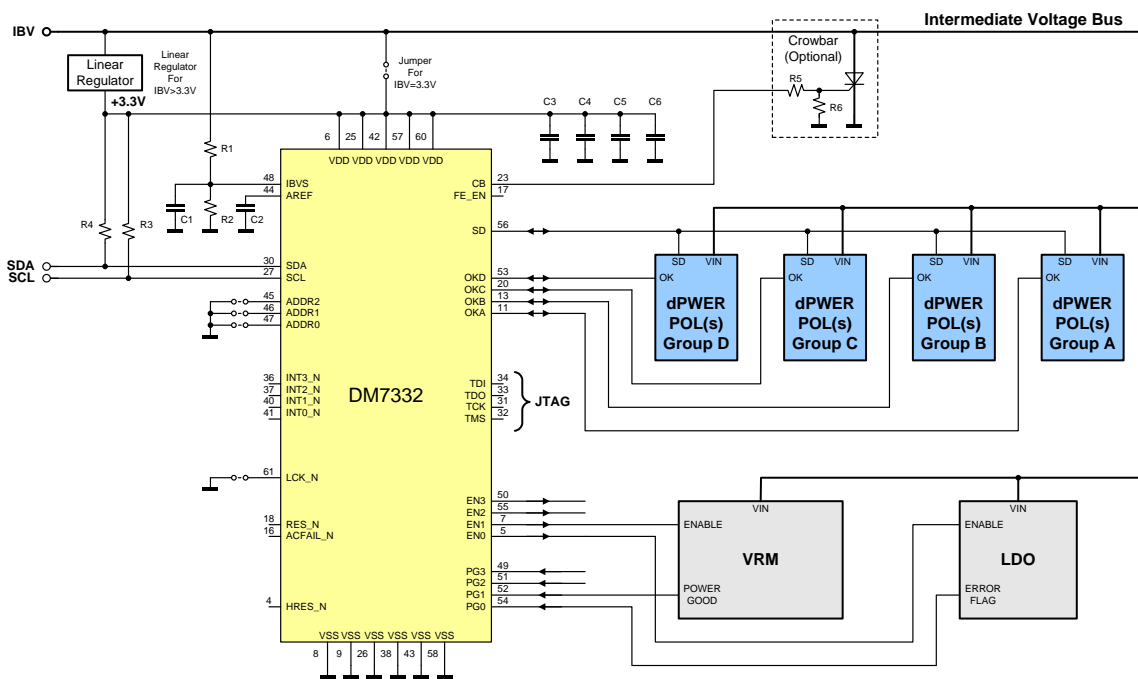 Intermediate Voltage Bus
IBV
Linear
Regulator
Linear
Regulator
For
IBV>3.3V
+3.3V
Jumper
For
IBV=3.3V
Crowbar
(Optional)
R5
R6
C3 C4 C5 C6
6 25 42 57 60
VDD VDD VDD VDD VDD
R1
48 IBVS
44 AREF
C1 R2 C2
R4 R3
CB 23
FE_EN 17
SD 56
SDA
SCL
30 SDA
27 SCL
OKD 53
OKC 20
OKB 13
OKA 11
45 ADDR2
46 ADDR1
47 ADDR0
SD VIN
OK
dPWER
POL(s)
Group D
SD VIN
OK
dPWER
POL(s)
Group C
SD VIN
OK
dPWER
POL(s)
Group B
SD VIN
OK
dPWER
POL(s)
Group A
36 INT3_N
37 INT2_N
40 INT1_N
41 INT0_N
DM7332
TDI 34
TDO 33
TCK 31
TMS 32
JTAG
61 LCK_N
18 RES_N
16 ACFAIL_N
EN3 50
EN2 55
EN1 7
EN0 5
PG3 49
PG2 51
PG1 52
PG0 54
4 HRES_N
VIN
ENABLE
VRM
POWER
GOOD
VIN
ENABLE
LDO
ERROR
FLAG
VSS VSS VSS VSS VSS VSS
8 9 26 38 43 58